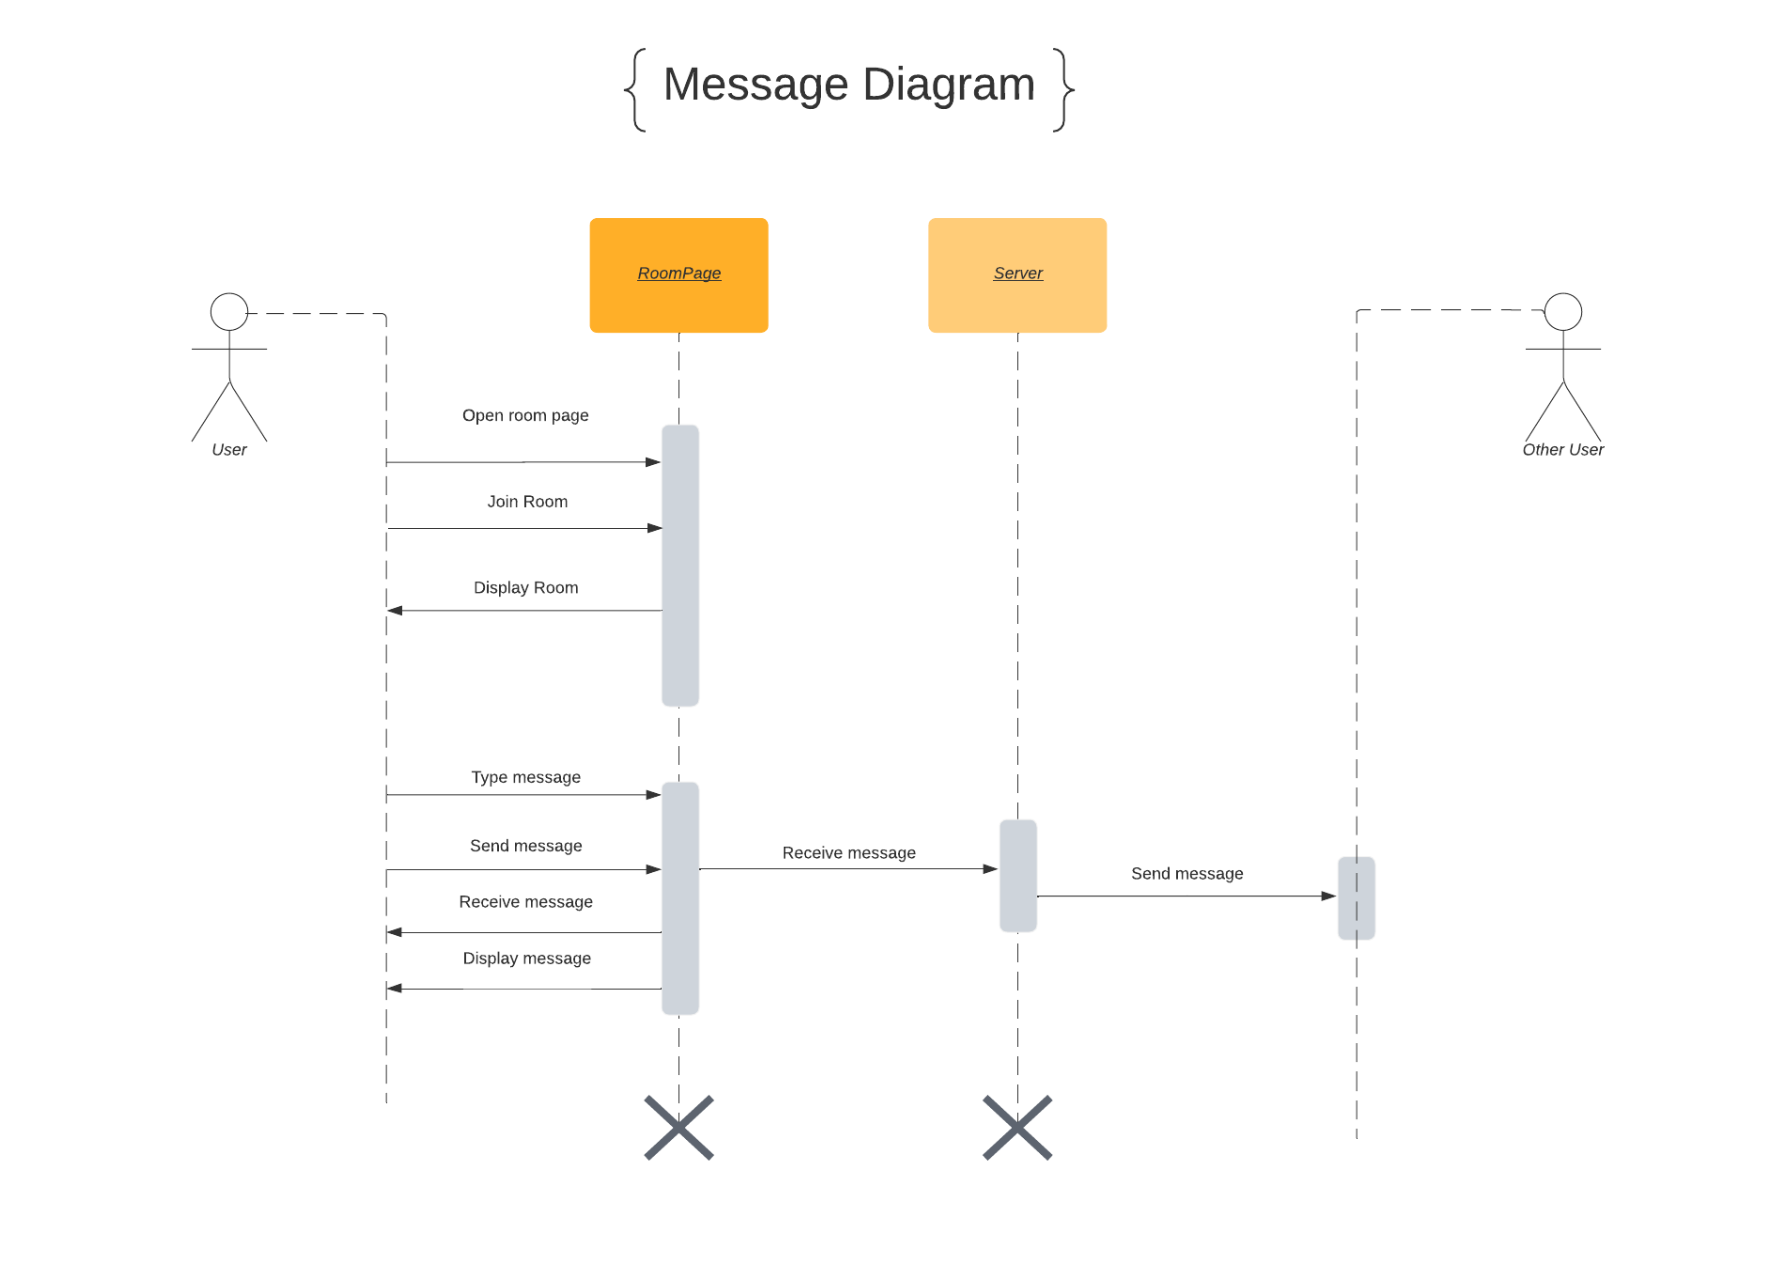 Message Diagram
RoomPage
Server
User
Other User
Open room page
Join Room
Display Room
Type message
Send message
Receive message
Receive message
Send message
Display message